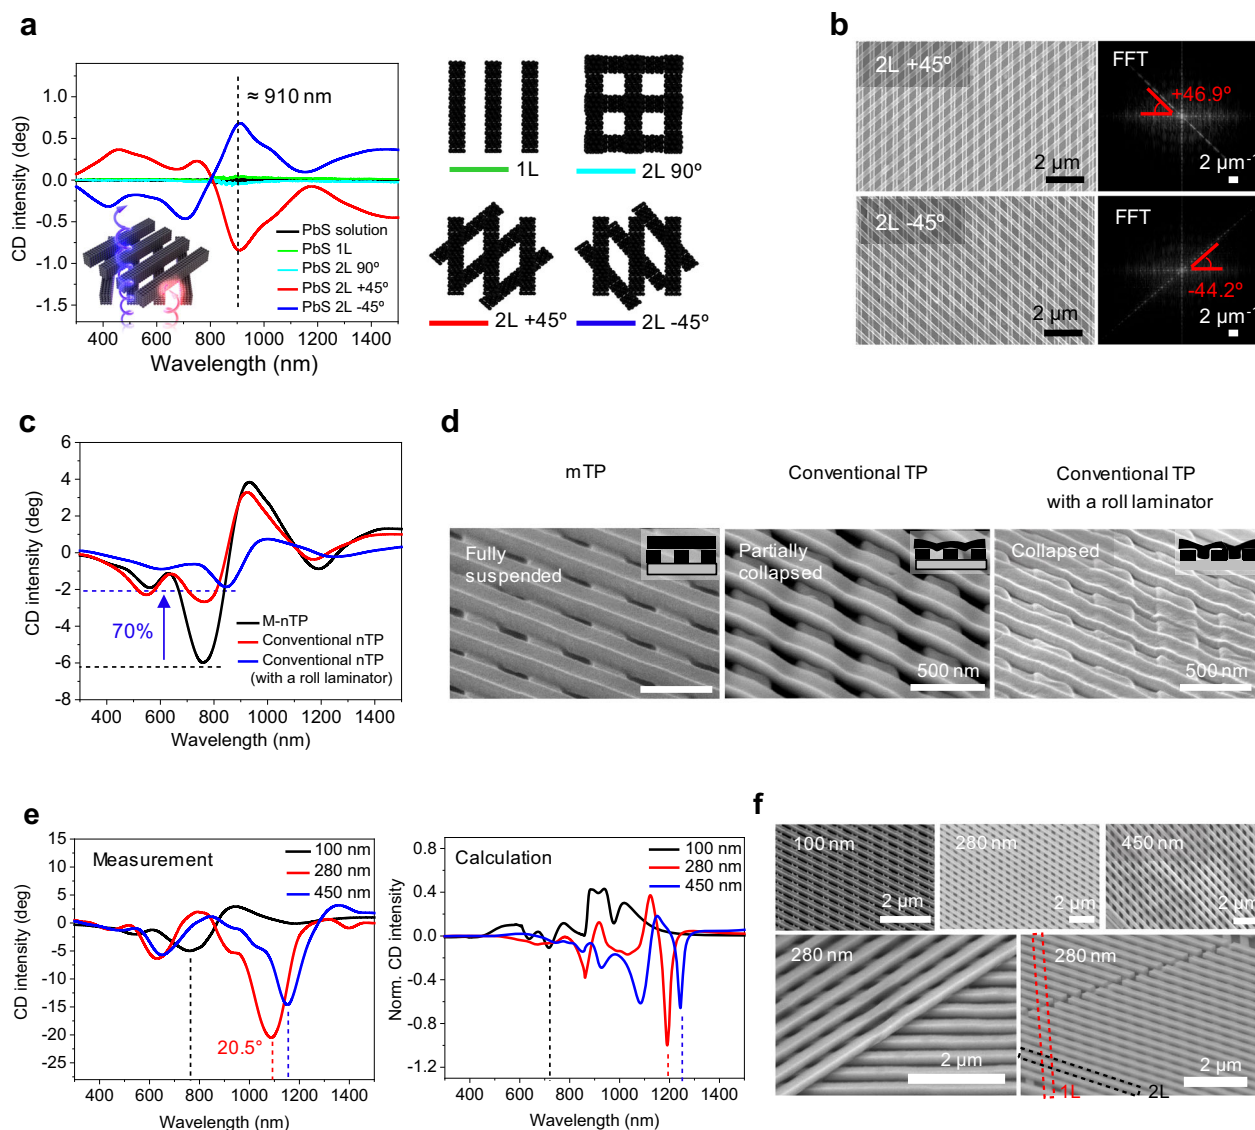 a
CD intensity (deg)
1.0
0.5
0.0
-0.5
-1.0
-1.5
≈ 910 nm
PbS solution
PbS 1L
PbS 2L 90º
PbS 2L +45º
PbS 2L -45º
400 600 800 1000 1200 1400
Wavelength (nm)
1L
2L 90º
2L +45º
2L -45º
b
2L +45º
2 µm
FFT
+46.9º
2 µm⁻¹
2L -45º
2 µm
FFT
-44.2º
2 µm⁻¹
c
CD intensity (deg)
6
4
2
0
-2
-4
-6
-8
70%
M-nTP
Conventional nTP
Conventional nTP
(with a roll laminator)
400 600 800 1000 1200 1400
Wavelength (nm)
d
mTP
Conventional TP
Conventional TP
with a roll laminator
Fully
suspended
Partially
collapsed
500 nm
Collapsed
500 nm
e
CD intensity (deg)
15
10
5
0
-5
-10
-15
-20
-25
Measurement
100 nm
280 nm
450 nm
20.5°
400 600 800 1000 1200 1400
Wavelength (nm)
Norm. CD intensity
0.8
0.4
0.0
-0.4
-0.8
-1.2
Calculation
100 nm
280 nm
450 nm
400 600 800 1000 1200 1400
Wavelength (nm)
f
100 nm
2 µm
280 nm
2 µm
450 nm
2 µm
280 nm
2 µm
280 nm
2 µm
1L
2L